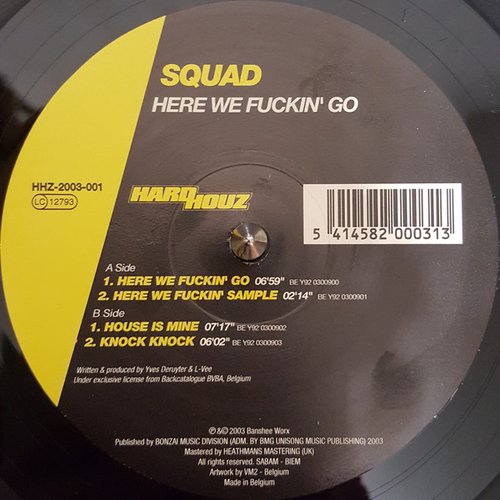 SQUAD
HERE WE FUCKIN' GO
HHZ-2003-001
LC 12793
HARD HOUZ
5 414582 000313
A Side
1. HERE WE FUCKIN' GO 06'59" BE Y92 0300900
2. HERE WE FUCKIN' SAMPLE 02'14" BE Y92 0300901
B Side
1. HOUSE IS MINE 07'17" BE Y92 0300902
2. KNOCK KNOCK 06'02" BE Y92 0300903
Written & produced by Yves Deruyter & L-Vee
Under exclusive license from Backcatalogue BVBA, Belgium
℗ &© 2003 Banshee Worx
Published by BONZAI MUSIC DIVISION (ADM. BY BMG UNISONG MUSIC PUBLISHING) 2003
Mastered by HEATHMANS MASTERING (UK)
All rights reserved. SABAM - BIEM
Artwork by VM2 - Belgium
Made in Belgium